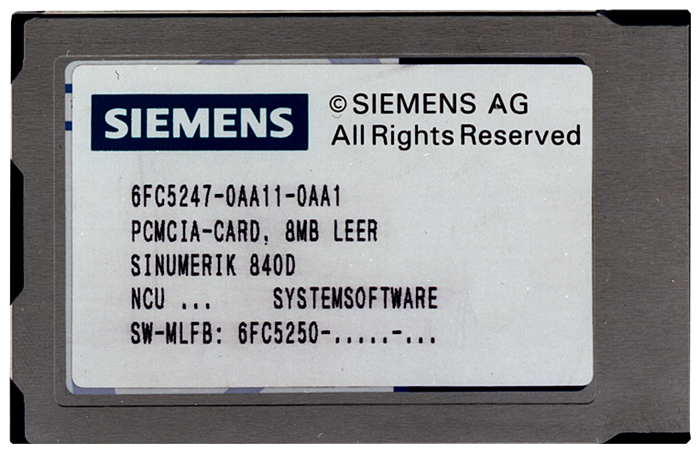 SIEMENS
© SIEMENS AG
All Rights Reserved
6FC5247-0AA11-0AA1
PCMCIA-CARD, 8MB LEER
SINUMERIK 840D
NCU ... SYSTEMSOFTWARE
SW-MLFB: 6FC5250-.....-...